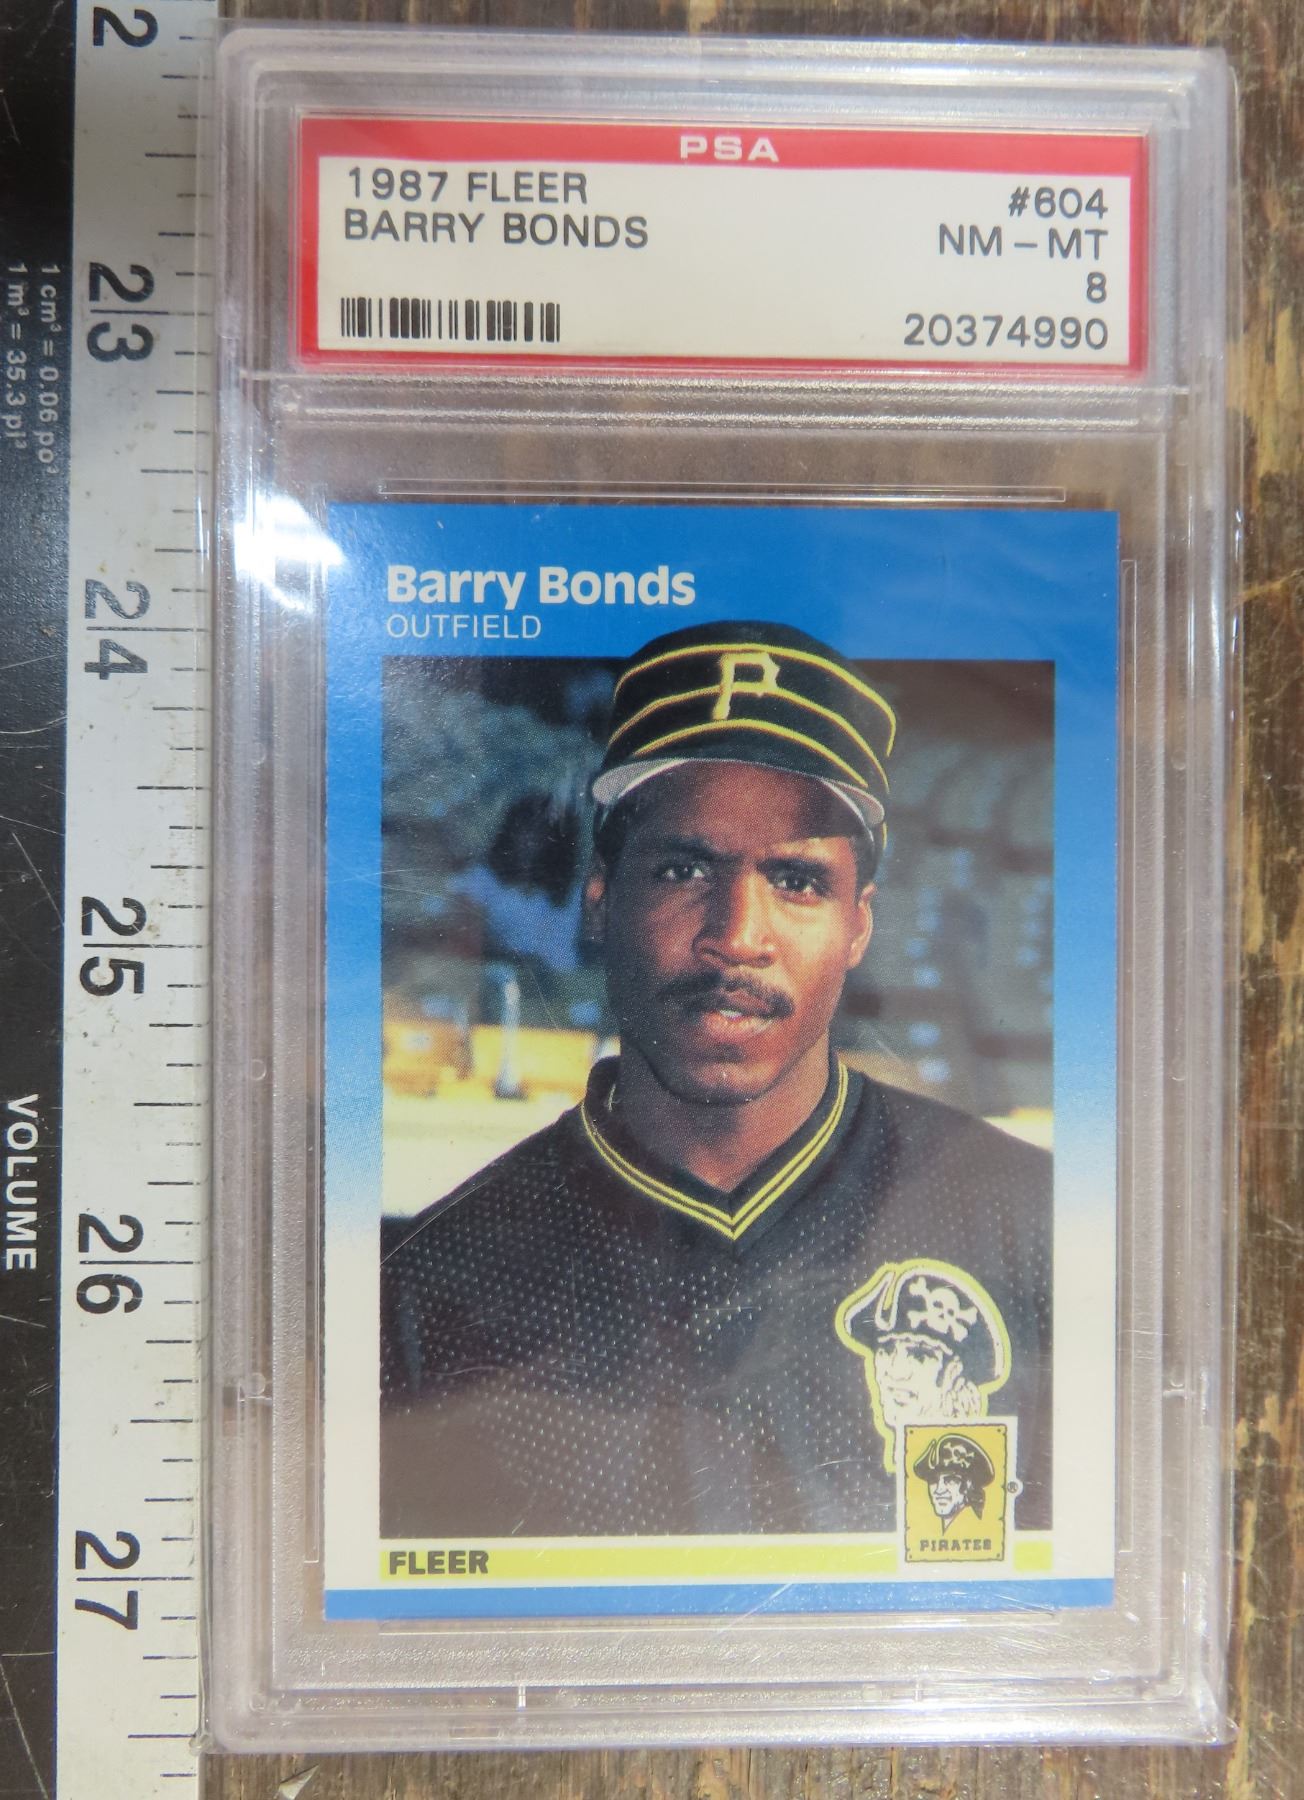 PSA
1987 FLEER
#604
BARRY BONDS
NM - MT
8
20374990
Barry Bonds
OUTFIELD
P
FLEER
PIRATES
®
2
23
24
25
26
27
1 cm³ = 0.06 po³
1 m³ = 35.3 pi³
VOLUME